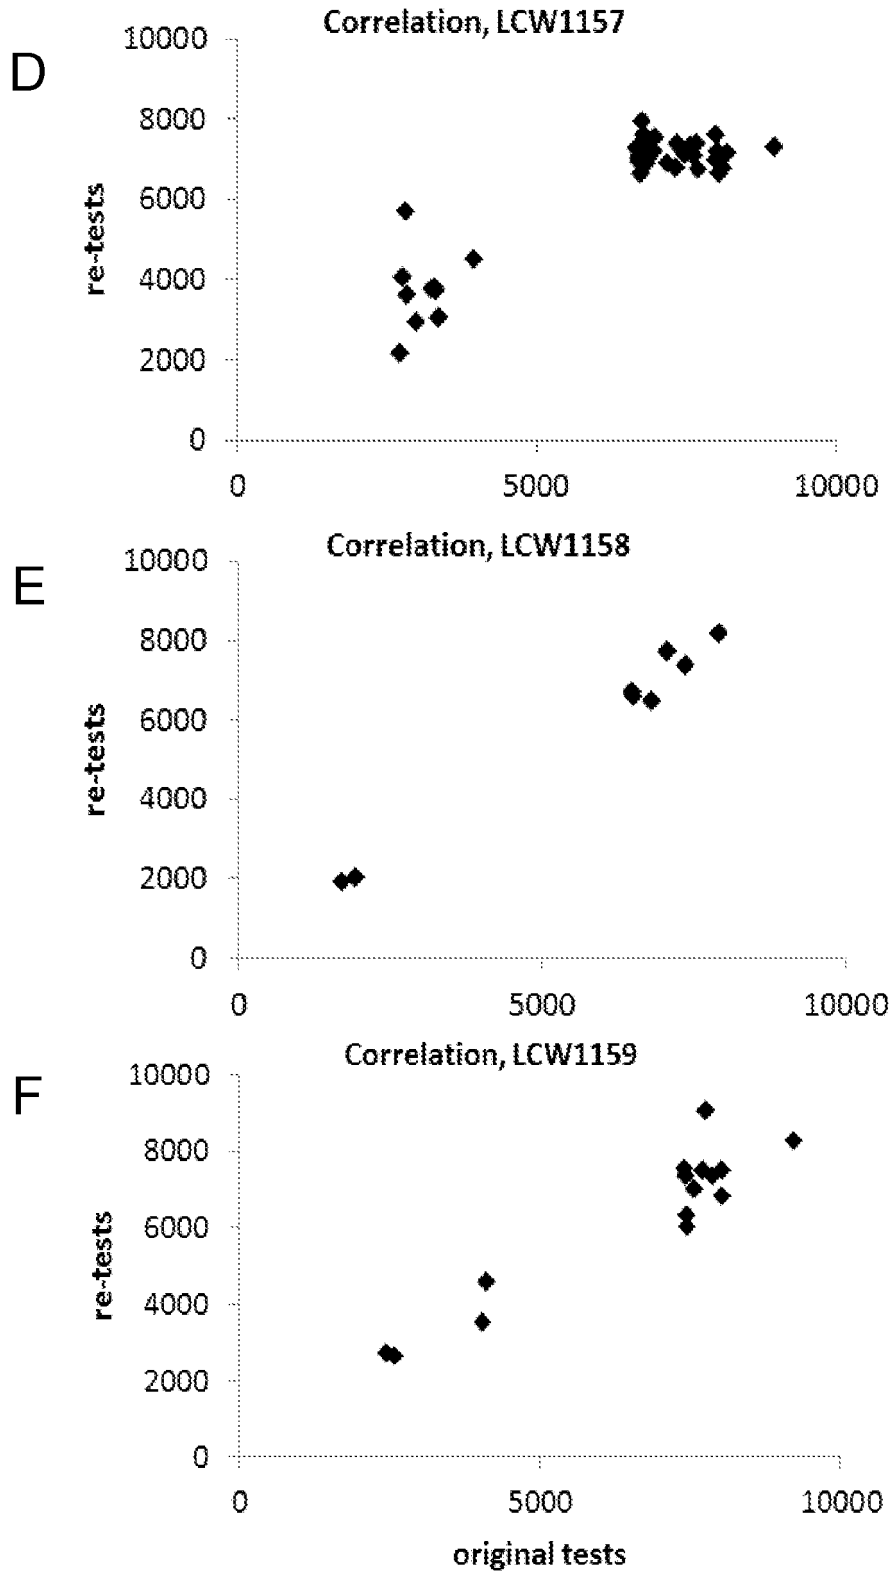 D
Correlation, LCW1157
10000
8000
6000
4000
2000
0
re-tests
0 5000 10000
E
Correlation, LCW1158
10000
8000
6000
4000
2000
0
re-tests
0 5000 10000
F
Correlation, LCW1159
10000
8000
6000
4000
2000
0
re-tests
0 5000 10000
original tests